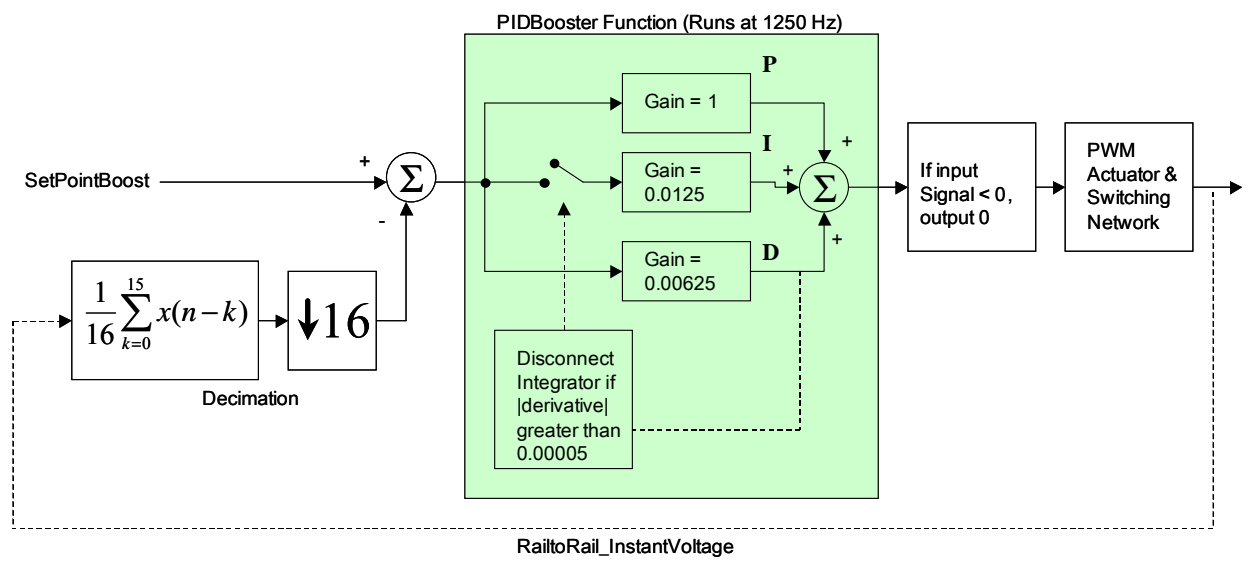 PIDBooster Function (Runs at 1250 Hz)
P
Gain = 1
I
Gain =
0.0125
D
Gain =
0.00625
+
+
+
Σ
SetPointBoost
+
-
Σ
If input
Signal < 0,
output 0
PWM
Actuator &
Switching
Network
1/16 15∑k=0 x(n-k)
↓16
Decimation
Disconnect
Integrator if
|derivative|
greater than
0.00005
RailtoRail_InstantVoltage